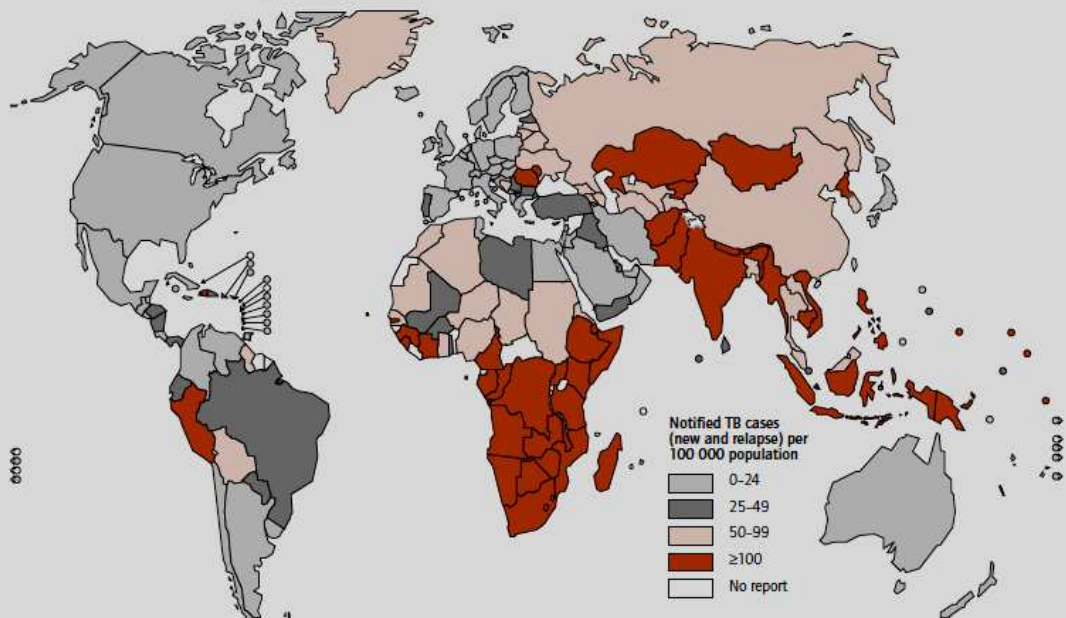 Notified TB cases
(new and relapse) per
100 000 population
0–24
25–49
50–99
≥100
No report